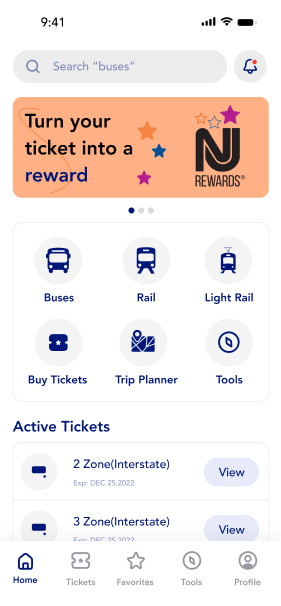 9:41
Search “buses”
Turn your
ticket into a
reward
NJ
REWARDS
Buses
Rail
Light Rail
Buy Tickets
Trip Planner
Tools
Active Tickets
2 Zone(Interstate)
Exp: DEC 25,2022
View
3 Zone(Interstate)
Exp: DEC 25,2022
View
Home
Tickets
Favorites
Tools
Profile